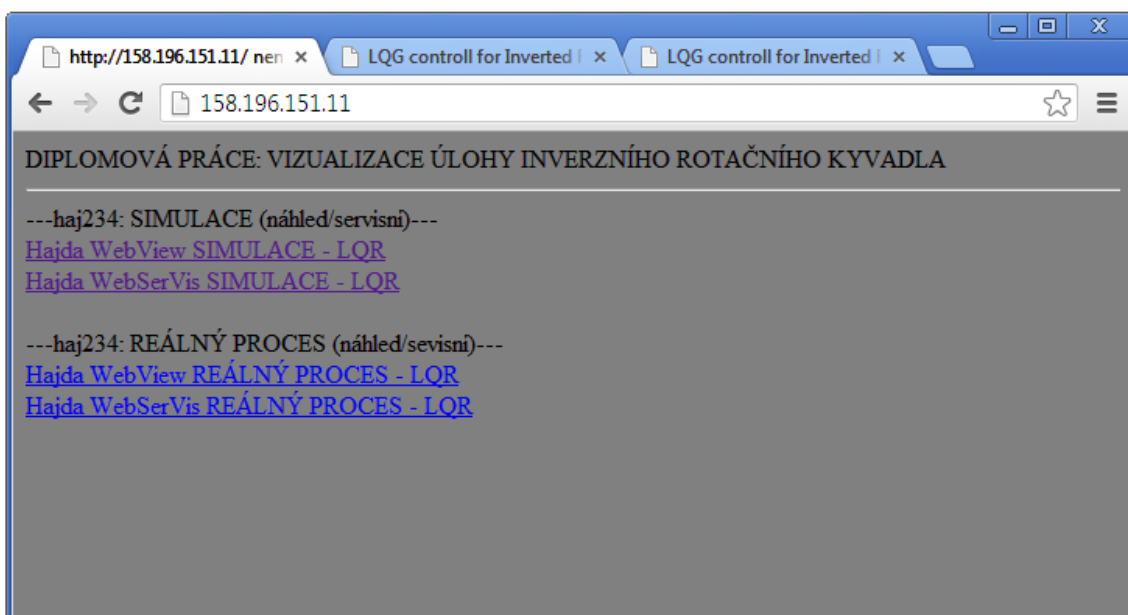 http://158.196.151.11/ nen
LQG controll for Inverted
LQG controll for Inverted
158.196.151.11
DIPLOMOVÁ PRÁCE: VIZUALIZACE ÚLOHY INVERZNÍHO ROTAČNÍHO KYVADLA
---haj234: SIMULACE (náhled/servisní)---
Hajda WebView SIMULACE - LQR
Hajda WebSerVis SIMULACE - LQR
---haj234: REÁLNÝ PROCES (náhled/sevisní)---
Hajda WebView REÁLNÝ PROCES - LQR
Hajda WebSerVis REÁLNÝ PROCES - LQR